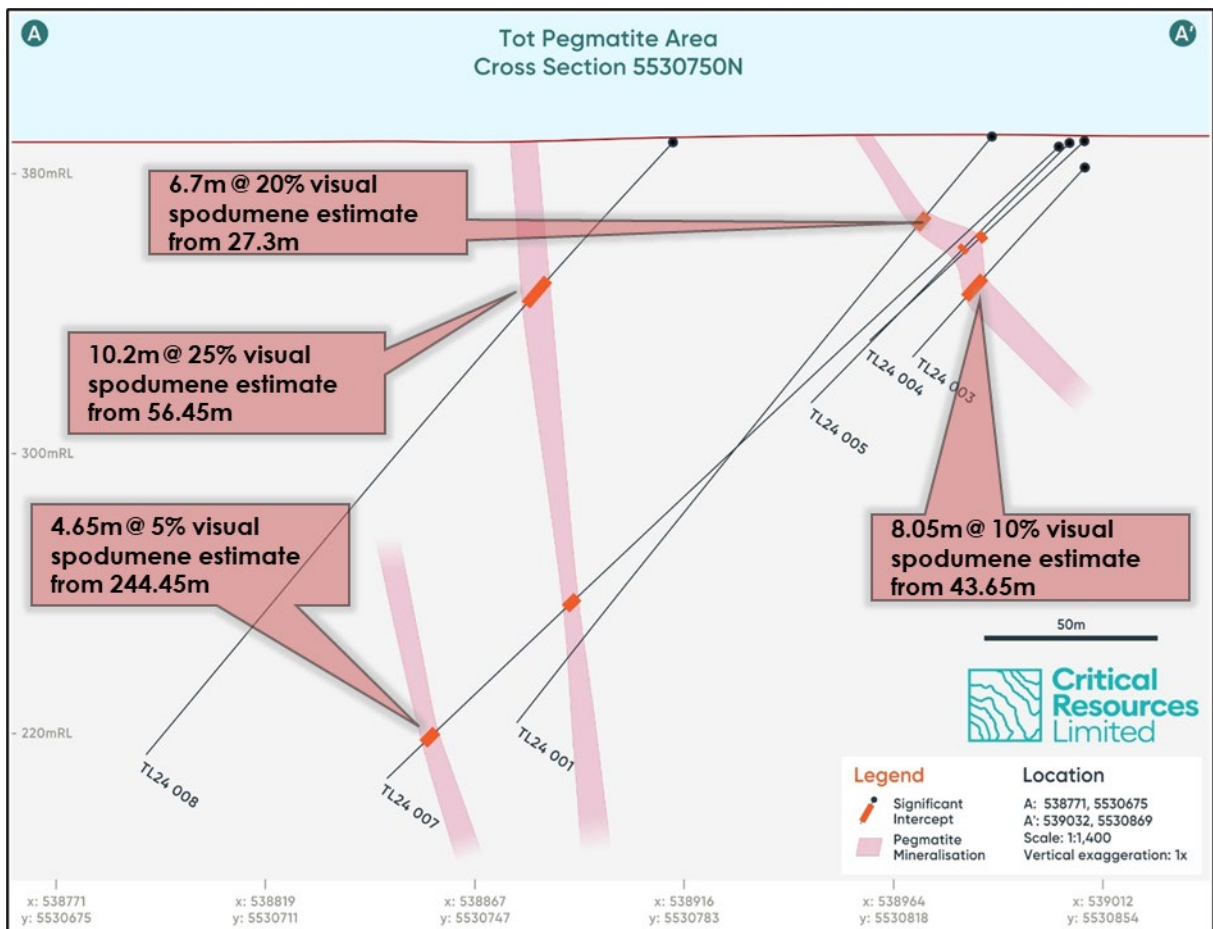 A
A'
Tot Pegmatite Area
Cross Section 5530750N
- 380mRL
6.7m @ 20% visual
spodumene estimate
from 27.3m
10.2m @ 25% visual
spodumene estimate
from 56.45m
TL24 004
TL24 003
TL24 005
- 300mRL
4.65m @ 5% visual
spodumene estimate
from 244.45m
8.05m @ 10% visual
spodumene estimate
from 43.65m
50m
Critical
Resources
Limited
- 220mRL
TL24 008
TL24 007
TL24 001
Legend
Significant
Intercept
Pegmatite
Mineralisation
Location
A: 538771, 5530675
A': 539032, 5530869
Scale: 1:1,400
Vertical exaggeration: 1x
x: 538771
y: 5530675
x: 538819
y: 5530711
x: 538867
y: 5530747
x: 538916
y: 5530783
x: 538964
y: 5530818
x: 539012
y: 5530854